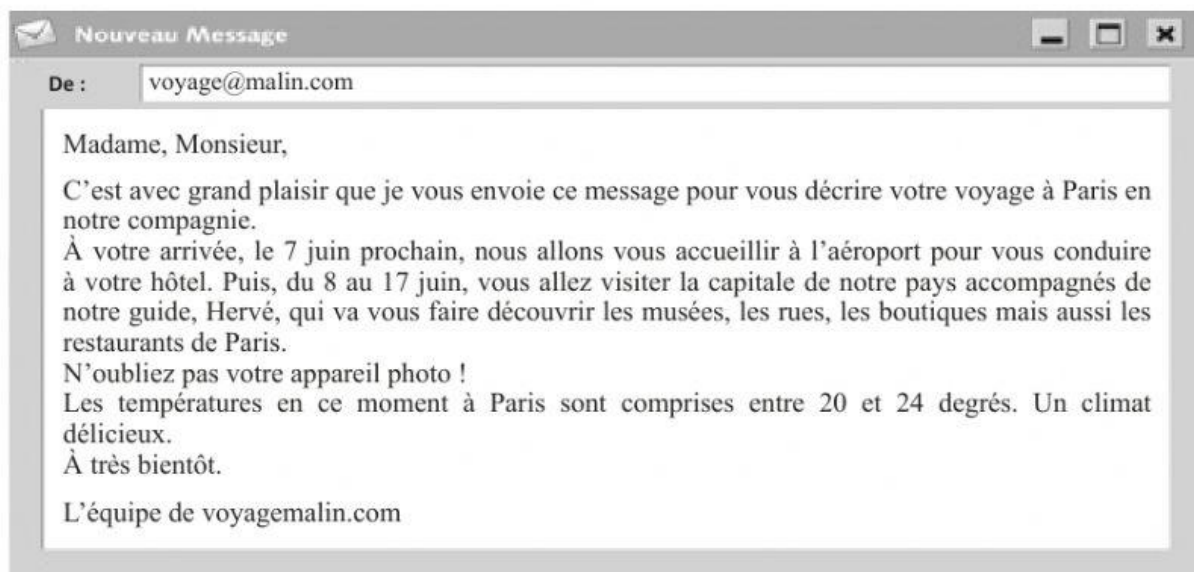 Nouveau Message
De : voyage@malin.com
Madame, Monsieur,
C'est avec grand plaisir que je vous envoie ce message pour vous décrire votre voyage à Paris en
notre compagnie.
À votre arrivée, le 7 juin prochain, nous allons vous accueillir à l'aéroport pour vous conduire
à votre hôtel. Puis, du 8 au 17 juin, vous allez visiter la capitale de notre pays accompagnés de
notre guide, Hervé, qui va vous faire découvrir les musées, les rues, les boutiques mais aussi les
restaurants de Paris.
N'oubliez pas votre appareil photo !
Les températures en ce moment à Paris sont comprises entre 20 et 24 degrés. Un climat
délicieux.
À très bientôt.
L'équipe de voyagemalin.com